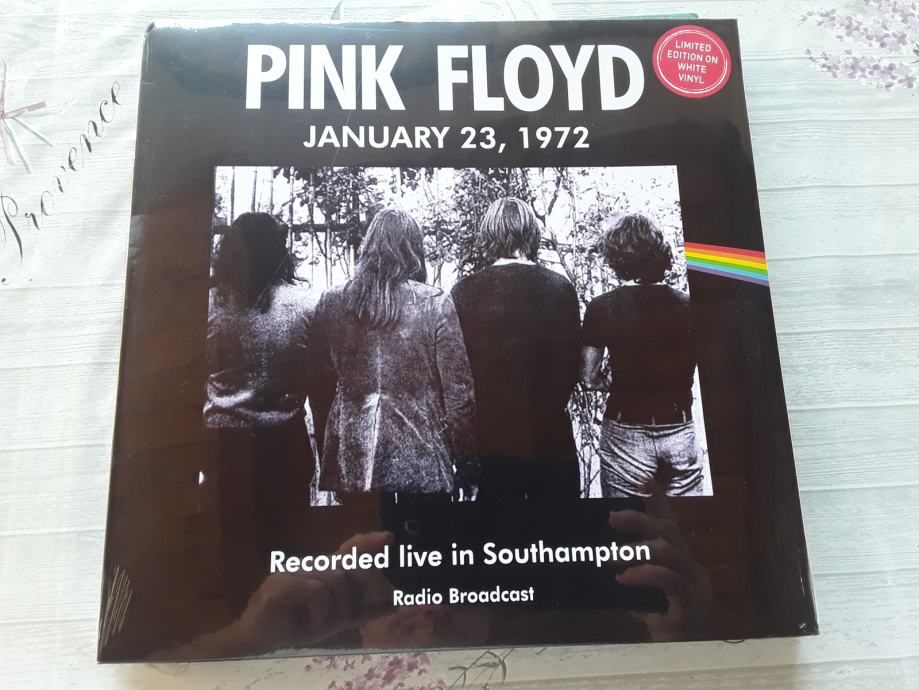 PINK FLOYD
LIMITED
EDITION ON
WHITE
VINYL
JANUARY 23, 1972
Provence
Recorded live in Southampton
Radio Broadcast